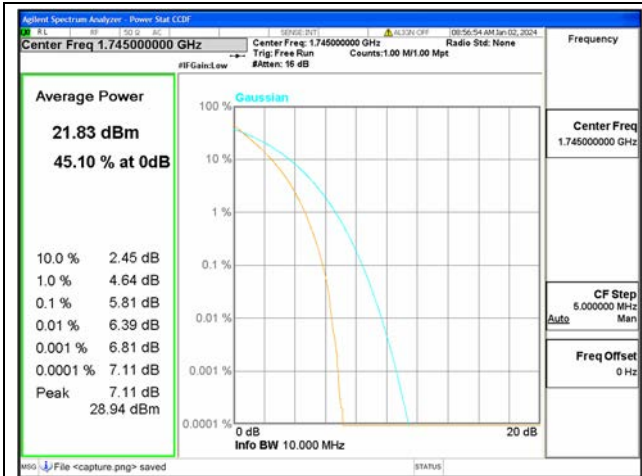 Agilent Spectrum Analyzer - Power Stat CCDF
RL RF 50 Ω AC SENSE:INT ALIGN OFF 08:56:54 AM Jan 02, 2024
Center Freq 1.745000000 GHz
Center Freq: 1.745000000 GHz Radio Std: None
Trig: Free Run Counts:1.00 M/1.00 Mpt
#IFGain:Low #Atten: 16 dB
Frequency
Average Power
21.83 dBm
45.10 % at 0dB
10.0 % 2.45 dB
1.0 % 4.64 dB
0.1 % 5.81 dB
0.01 % 6.39 dB
0.001 % 6.81 dB
0.0001 % 7.11 dB
Peak 7.11 dB
28.94 dBm
Gaussian
100 %
10 %
1 %
0.1 %
0.01 %
0.001 %
0.0001 %
0 dB 20 dB
Info BW 10.000 MHz
Center Freq
1.745000000 GHz
CF Step
5.000000 MHz
Auto Man
Freq Offset
0 Hz
MSG File <capture.png> saved STATUS